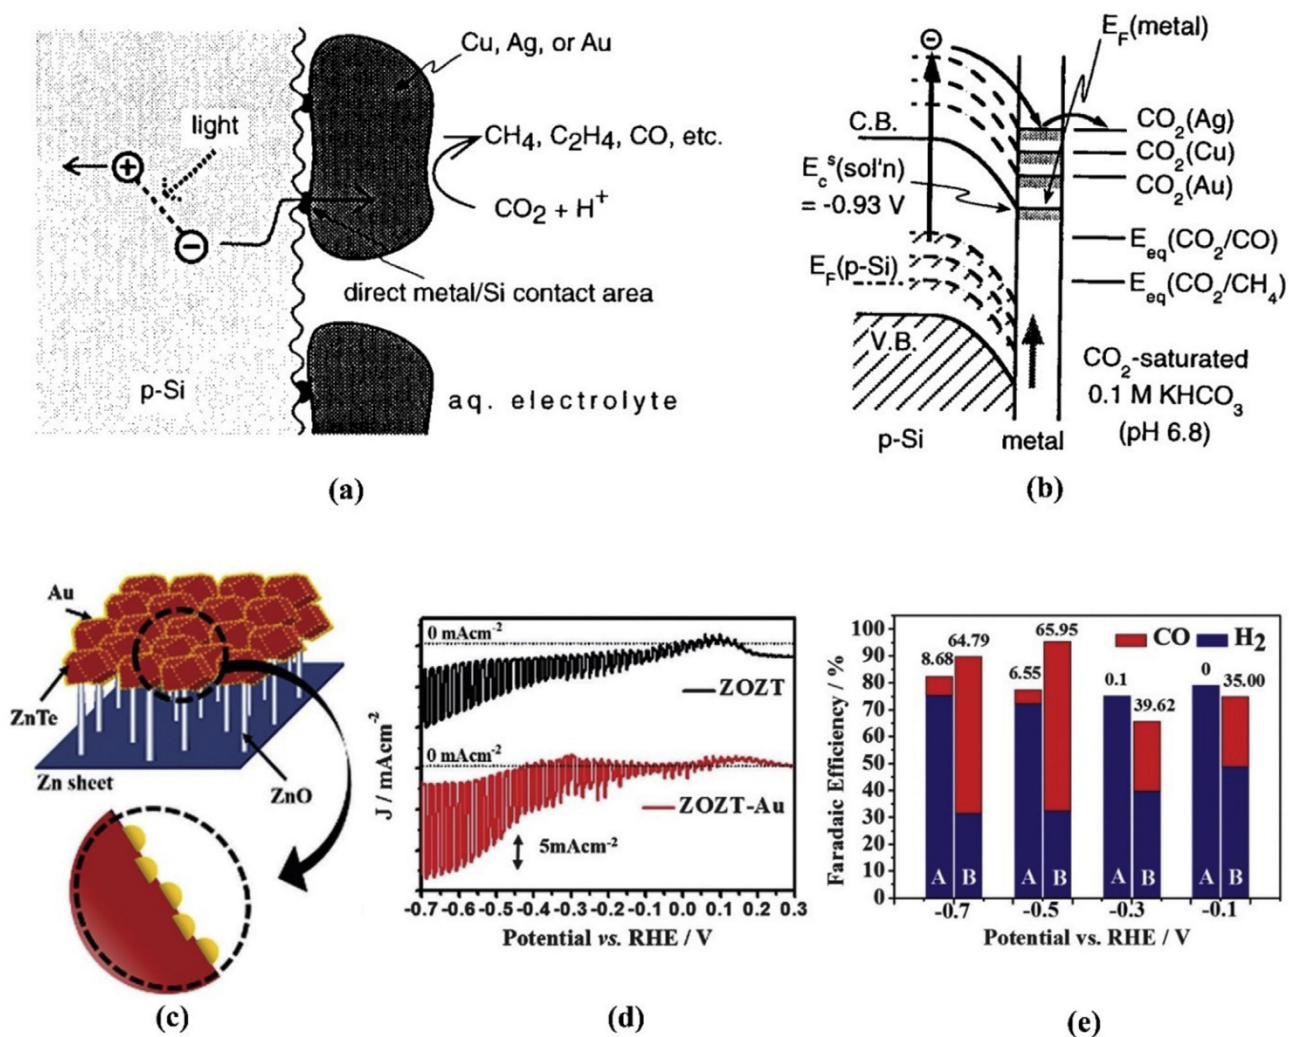 Cu, Ag, or Au
light
CH₄, C₂H₄, CO, etc.
+
−
CO₂ + H⁺
direct metal/Si contact area
p-Si
aq. electrolyte
(a)
−
E_F(metal)
C.B.
CO₂(Ag)
CO₂(Cu)
E_c^s(sol'n)
CO₂(Au)
= -0.93 V
E_eq(CO₂/CO)
E_F(p-Si)
E_eq(CO₂/CH₄)
V.B.
CO₂-saturated
0.1 M KHCO₃
(pH 6.8)
p-Si
metal
(b)
Au
ZnTe
Zn sheet
ZnO
(c)
0 mAcm⁻²
ZOZT
0 mAcm⁻²
ZOZT-Au
5mAcm⁻²
J / mAcm⁻²
-0.7 -0.6 -0.5 -0.4 -0.3 -0.2 -0.1 0.0 0.1 0.2 0.3
Potential vs. RHE / V
(d)
Faradaic Efficiency / %
100
90
80
70
60
50
40
30
20
10
0
CO H2
8.68 64.79
6.55 65.95
0.1 39.62
0 35.00
A B A B A B A B
-0.7 -0.5 -0.3 -0.1
Potential vs. RHE / V
(e)